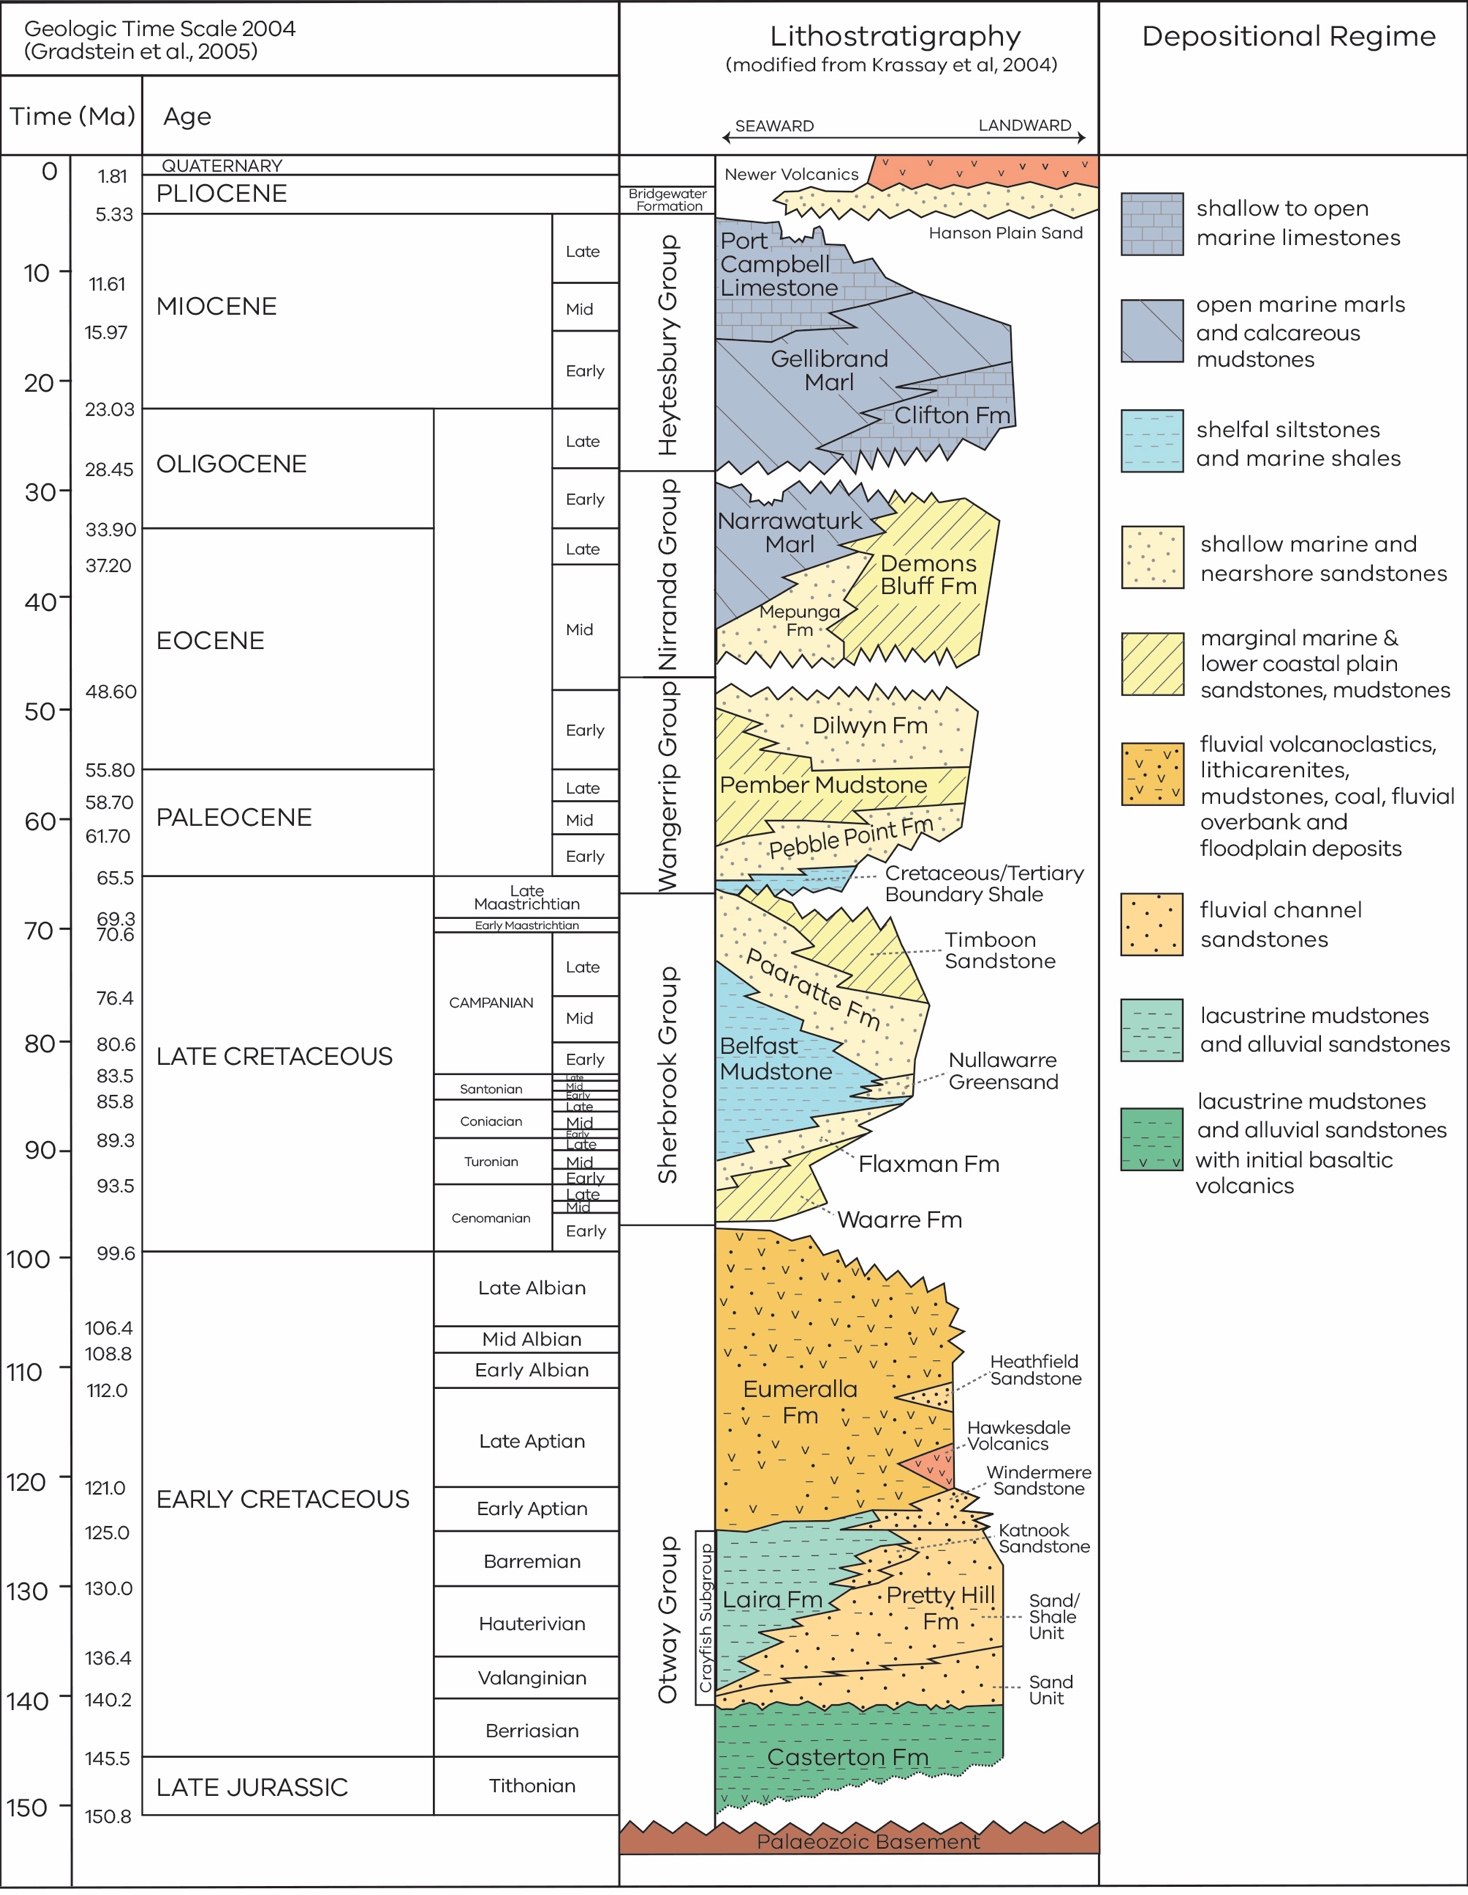 Geologic Time Scale 2004
(Gradstein et al., 2005)
Time (Ma)
Age
Lithostratigraphy
(modified from Krassay et al, 2004)
SEAWARD
LANDWARD
Depositional Regime
0
10
20
30
40
50
60
70
80
90
100
110
120
130
140
150
1.81
5.33
11.61
15.97
23.03
28.45
33.90
37.20
48.60
55.80
58.70
61.70
65.5
69.3
70.6
76.4
80.6
83.5
85.8
89.3
93.5
99.6
106.4
108.8
112.0
121.0
125.0
130.0
136.4
140.2
145.5
150.8
QUATERNARY
PLIOCENE
MIOCENE
Late
Mid
Early
OLIGOCENE
Late
Early
EOCENE
Late
Mid
Early
PALEOCENE
Late
Mid
Early
LATE CRETACEOUS
Late
Maastrichtian
Early Maastrichtian
CAMPANIAN
Late
Mid
Early
Santonian
Late
Mid
Early
Coniacian
Late
Mid
Early
Turonian
Late
Mid
Early
Cenomanian
Late
Mid
Early
EARLY CRETACEOUS
Late Albian
Mid Albian
Early Albian
Late Aptian
Early Aptian
Barremian
Hauterivian
Valanginian
Berriasian
LATE JURASSIC
Tithonian
Bridgewater
Formation
Heytesbury Group
Nirranda Group
Wangerrip Group
Sherbrook Group
Otway Group
Crayfish Subgroup
Newer Volcanics
Hanson Plain Sand
Port
Campbell
Limestone
Gellibrand
Marl
Clifton Fm
Narrawaturk
Marl
Demons
Bluff Fm
Mepunga
Fm
Dilwyn Fm
Pember Mudstone
Pebble Point Fm
Cretaceous/Tertiary
Boundary Shale
Timboon
Sandstone
Paaratte Fm
Belfast
Mudstone
Nullawarre
Greensand
Flaxman Fm
Waarre Fm
Eumeralla
Fm
Heathfield
Sandstone
Hawkesdale
Volcanics
Windermere
Sandstone
Katnook
Sandstone
Laira Fm
Pretty Hill
Fm
Sand/
Shale
Unit
Sand
Unit
Casterton Fm
Palaeozoic Basement
shallow to open
marine limestones
open marine marls
and calcareous
mudstones
shelfal siltstones
and marine shales
shallow marine and
nearshore sandstones
marginal marine &
lower coastal plain
sandstones, mudstones
fluvial volcanoclastics,
lithicarenites,
mudstones, coal, fluvial
overbank and
floodplain deposits
fluvial channel
sandstones
lacustrine mudstones
and alluvial sandstones
lacustrine mudstones
and alluvial sandstones
with initial basaltic
volcanics